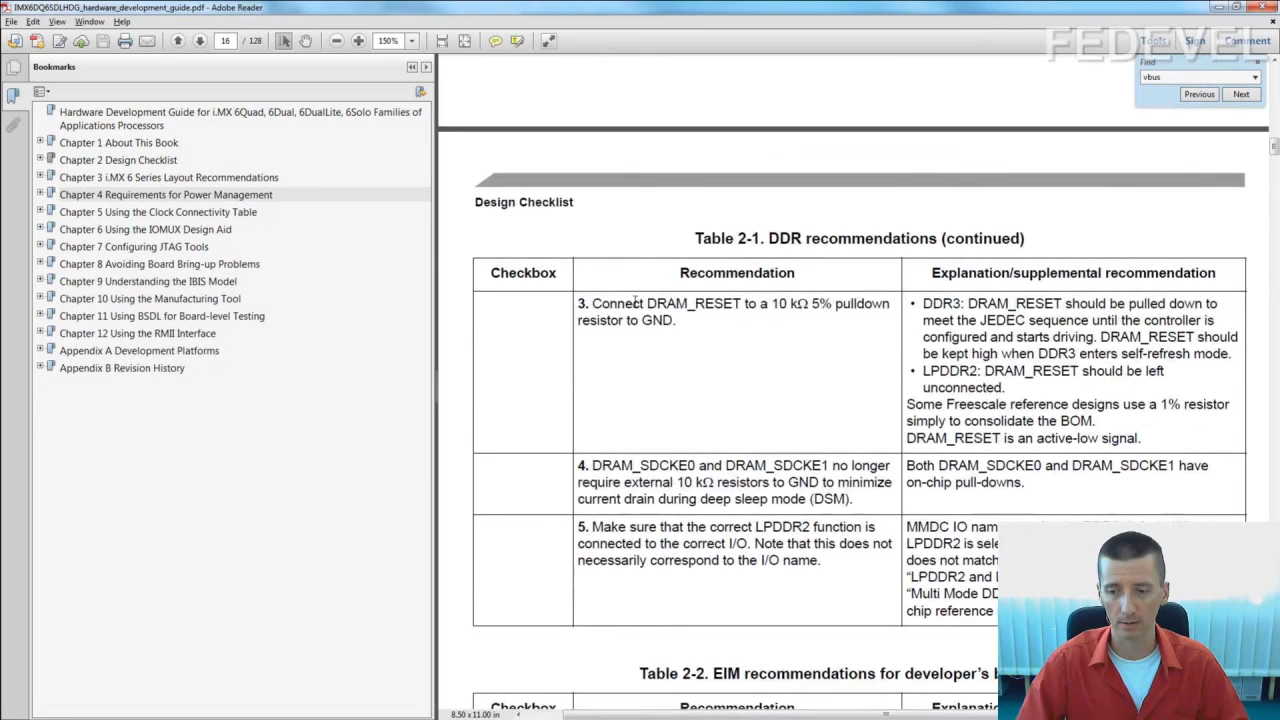 IMX6DQ6SDLHDG_hardware_development_guide.pdf - Adobe Reader
File Edit View Window Help
16 / 128
150%
Tools Sign Comment
FEDEVEL
Bookmarks
Find
vbus
Previous Next
Hardware Development Guide for i.MX 6Quad, 6Dual, 6DualLite, 6Solo Families of
Applications Processors
Chapter 1 About This Book
Chapter 2 Design Checklist
Chapter 3 i.MX 6 Series Layout Recommendations
Chapter 4 Requirements for Power Management
Chapter 5 Using the Clock Connectivity Table
Chapter 6 Using the IOMUX Design Aid
Chapter 7 Configuring JTAG Tools
Chapter 8 Avoiding Board Bring-up Problems
Chapter 9 Understanding the IBIS Model
Chapter 10 Using the Manufacturing Tool
Chapter 11 Using BSDL for Board-level Testing
Chapter 12 Using the RMII Interface
Appendix A Development Platforms
Appendix B Revision History
Design Checklist
Table 2-1. DDR recommendations (continued)
Checkbox Recommendation Explanation/supplemental recommendation
3. Connect DRAM_RESET to a 10 kΩ 5% pulldown
resistor to GND.
• DDR3: DRAM_RESET should be pulled down to
meet the JEDEC sequence until the controller is
configured and starts driving. DRAM_RESET should
be kept high when DDR3 enters self-refresh mode.
• LPDDR2: DRAM_RESET should be left
unconnected.
Some Freescale reference designs use a 1% resistor
simply to consolidate the BOM.
DRAM_RESET is an active-low signal.
4. DRAM_SDCKE0 and DRAM_SDCKE1 no longer
require external 10 kΩ resistors to GND to minimize
current drain during deep sleep mode (DSM).
Both DRAM_SDCKE0 and DRAM_SDCKE1 have
on-chip pull-downs.
5. Make sure that the correct LPDDR2 function is
connected to the correct I/O. Note that this does not
necessarily correspond to the I/O name.
MMDC IO nam
LPDDR2 is sele
does not match
“LPDDR2 and
“Multi Mode DD
chip reference
Table 2-2. EIM recommendations for developer’s b
Checkbox Recommendation
8.50 x 11.00 in